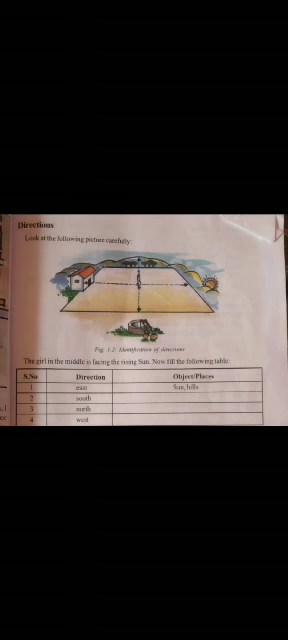 Directions
Look at the following picture carefully:
Fig. 1.2: Identification of directions
The girl in the middle is facing the rising Sun. Now fill the following table.
S.No Direction Object/Places
1 east Sun, hills
2 south
3 north
4 west